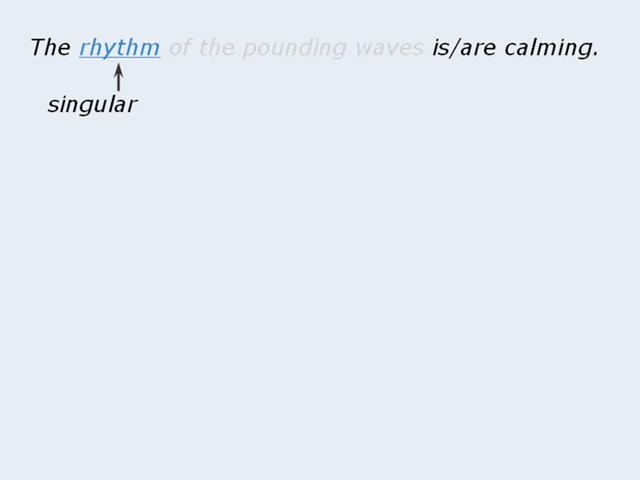 The rhythm of the pounding waves is/are calming.
singular